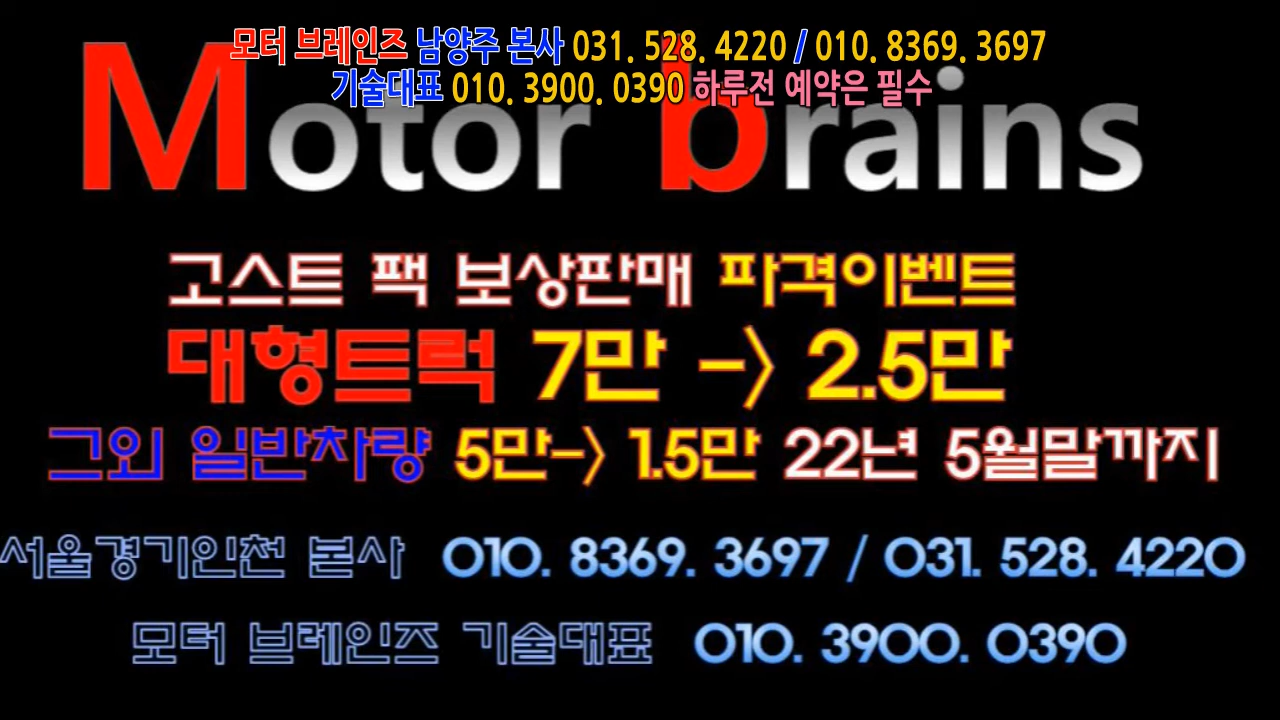 모터 브레인즈 남양주 본사 031. 528. 4220 / 010. 8369. 3697
기술대표 010. 3900. 0390 하루전 예약은 필수
Motor brains
고스트 팩 보상판매 파격이벤트
대형트럭 7만 -> 2.5만
그외 일반차량 5만-> 1.5만 22년 5월말까지
서울경기인천 본사 010. 8369. 3697 / 031. 528. 4220
모터 브레인즈 기술대표 010. 3900. 0390